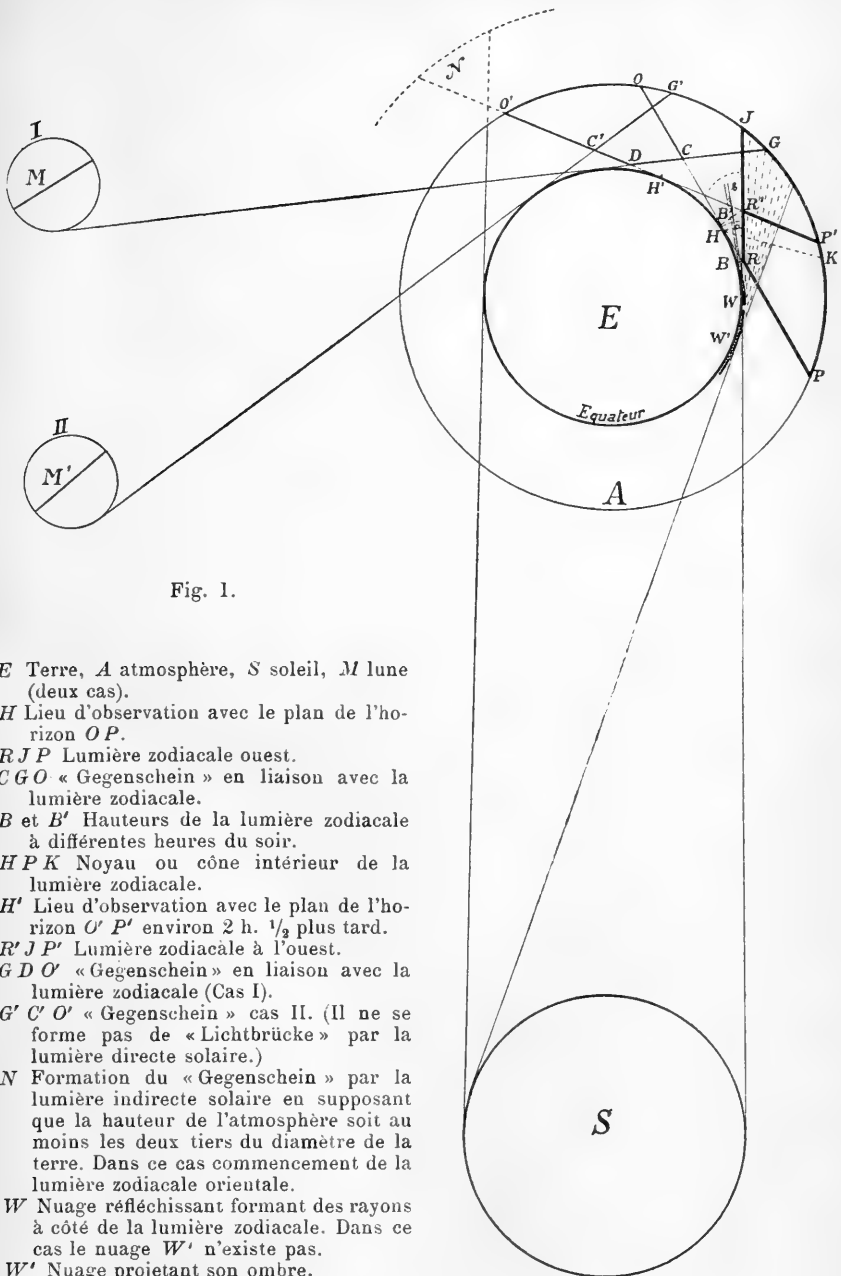 N
O
G'
O'
J
I
C'
G
D
C
M
H'
R'
B'
H
P'
K
B
R
W
E
W'
P
II
Equateur
M'
A
Fig. 1.
E Terre, A atmosphère, S soleil, M lune
(deux cas).
H Lieu d'observation avec le plan de l'ho-
rizon O P.
R J P Lumière zodiacale ouest.
C G O « Gegenschein » en liaison avec la
lumière zodiacale.
B et B' Hauteurs de la lumière zodiacale
à différentes heures du soir.
H P K Noyau ou cône intérieur de la
lumière zodiacale.
H' Lieu d'observation avec le plan de l'ho-
rizon O' P' environ 2 h. 1/2 plus tard.
R' J P' Lumière zodiacale à l'ouest.
G D O' « Gegenschein » en liaison avec la
lumière zodiacale (Cas I).
G' C' O' « Gegenschein » cas II. (Il ne se
forme pas de « Lichtbrücke » par la
lumière directe solaire.)
N Formation du « Gegenschein » par la
lumière indirecte solaire en supposant
que la hauteur de l'atmosphère soit au
moins les deux tiers du diamètre de la
terre. Dans ce cas commencement de la
lumière zodiacale orientale.
W Nuage réfléchissant formant des rayons
à côté de la lumière zodiacale. Dans ce
cas le nuage W' n'existe pas.
W' Nuage projetant son ombre.
S